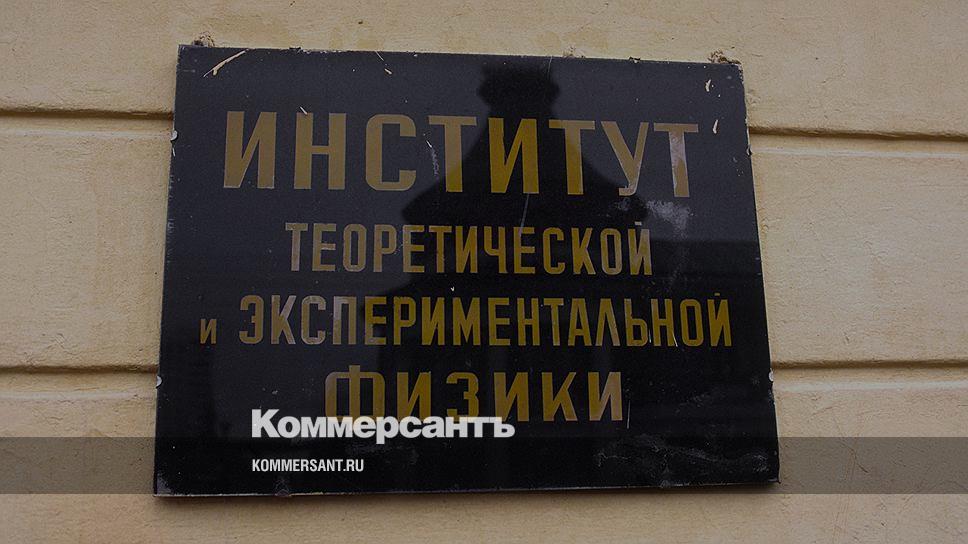 ИНСТИТУТ
ТЕОРЕТИЧЕСКОЙ
И ЭКСПЕРИМЕНТАЛЬНОЙ
ФИЗИКИ
Коммерсантъ
KOMMERSANT.RU